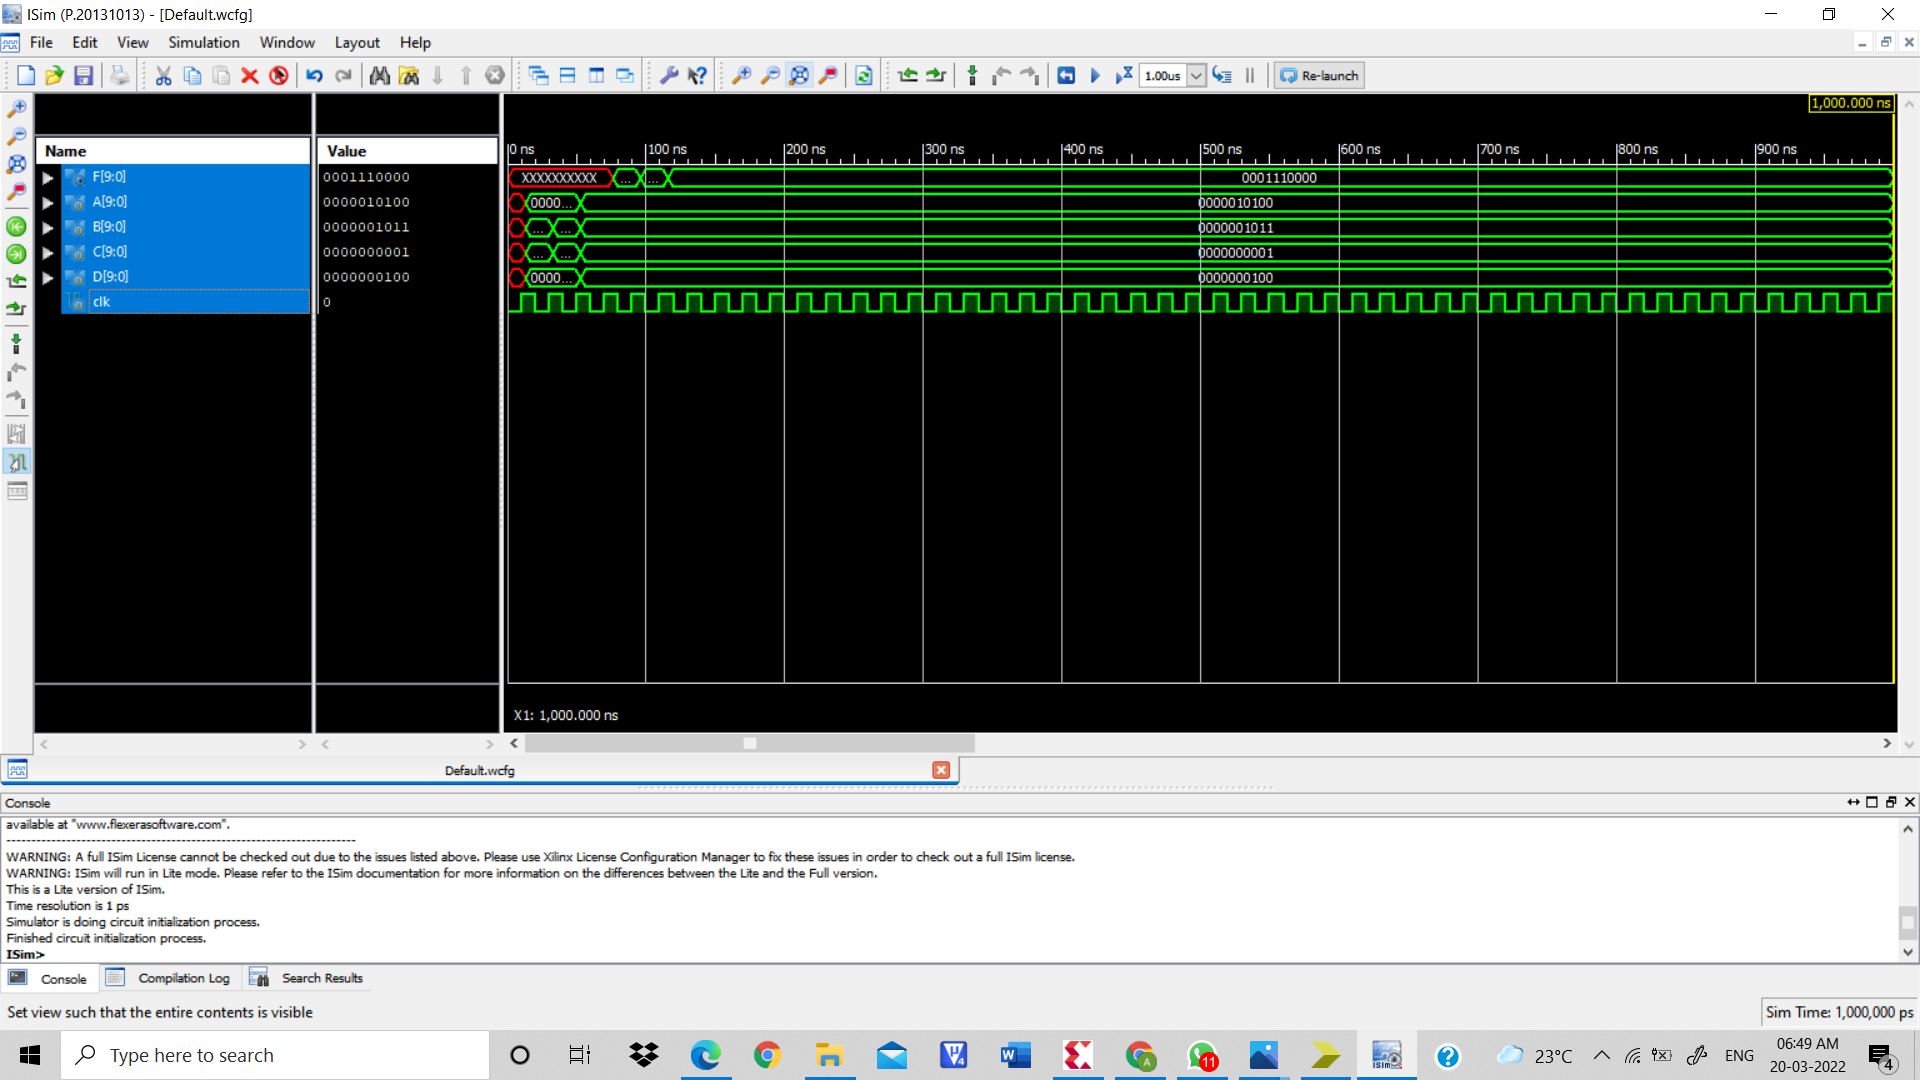 ISim (P.20131013) - [Default.wcfg]
File Edit View Simulation Window Layout Help
1.00us Re-launch
1,000.000 ns
Name Value
0 ns 100 ns 200 ns 300 ns 400 ns 500 ns 600 ns 700 ns 800 ns 900 ns
F[9:0] 0001110000 XXXXXXXXXX ... ... 0001110000
A[9:0] 0000010100 0000... 0000010100
B[9:0] 0000001011 ... ... 0000001011
C[9:0] 0000000001 ... ... 0000000001
D[9:0] 0000000100 0000... 0000000100
clk 0
X1: 1,000.000 ns
Default.wcfg
Console
available at "www.flexerasoftware.com".
--------------------------------------------------------------------------------
WARNING: A full ISim License cannot be checked out due to the issues listed above. Please use Xilinx License Configuration Manager to fix these issues in order to check out a full ISim license.
WARNING: ISim will run in Lite mode. Please refer to the ISim documentation for more information on the differences between the Lite and the Full version.
This is a Lite version of ISim.
Time resolution is 1 ps
Simulator is doing circuit initialization process.
Finished circuit initialization process.
ISim>
Console Compilation Log Search Results
Set view such that the entire contents is visible
Sim Time: 1,000,000 ps
Type here to search
11
23°C
ENG
06:49 AM
20-03-2022
4